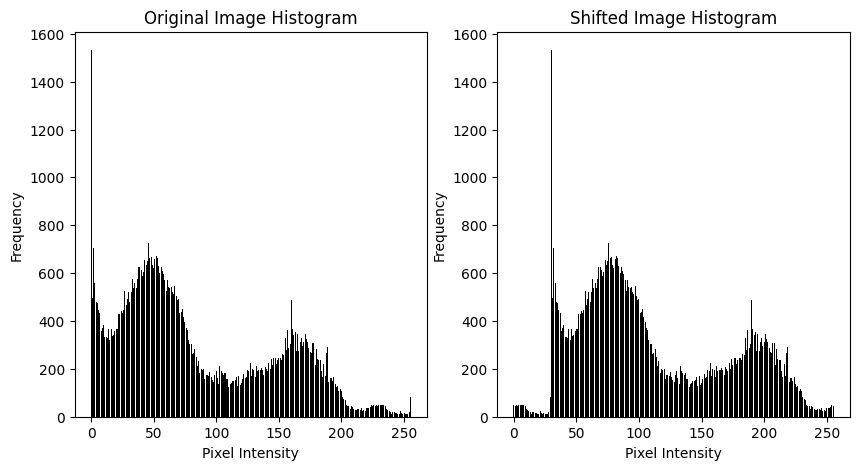 Original Image Histogram
Frequency
1600
1400
1200
1000
800
600
400
200
0
0 50 100 150 200 250
Pixel Intensity
Shifted Image Histogram
Frequency
1600
1400
1200
1000
800
600
400
200
0
0 50 100 150 200 250
Pixel Intensity